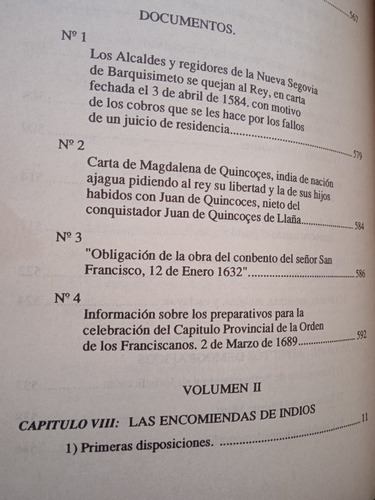 567
DOCUMENTOS.
Nº 1
Los Alcaldes y regidores de la Nueva Segovia
de Barquisimeto se quejan al Rey, en carta
fechada el 3 de abril de 1584, con motivo
de los cobros que se les hace por los fallos
de un juicio de residencia..................... 579
Nº 2
Carta de Magdalena de Quincoçes, india de nación
ajagua pidiendo al rey su libertad y la de sus hijos
habidos con Juan de Quincoces, nieto del
conquistador Juan de Quincoçes de Llaña............ 584
Nº 3
"Obligación de la obra del conbento del señor San
Francisco, 12 de Enero 1632"........................ 586
Nº 4
Información sobre los preparativos para la
celebración del Capitulo Provincial de la Orden
de los Franciscanos. 2 de Marzo de 1689............ 592
VOLUMEN II
CAPITULO VIII: LAS ENCOMIENDAS DE INDIOS
1) Primeras disposiciones. .............................. 11